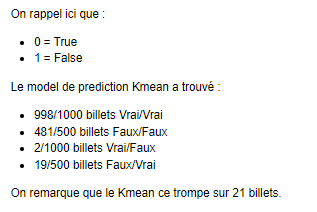 On rappel ici que :
• 0 = True
• 1 = False
Le model de prediction Kmean a trouvé :
• 998/1000 billets Vrai/Vrai
• 481/500 billets Faux/Faux
• 2/1000 billets Vrai/Faux
• 19/500 billets Faux/Vrai
On remarque que le Kmean ce trompe sur 21 billets.